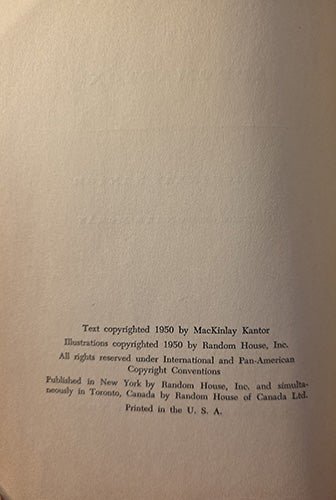 Text copyrighted 1950 by MacKinlay Kantor
Illustrations copyrighted 1950 by Random House, Inc.
All rights reserved under International and Pan-American
Copyright Conventions
Published in New York by Random House, Inc. and simulta-
neously in Toronto, Canada by Random House of Canada Ltd.
Printed in the U. S. A.